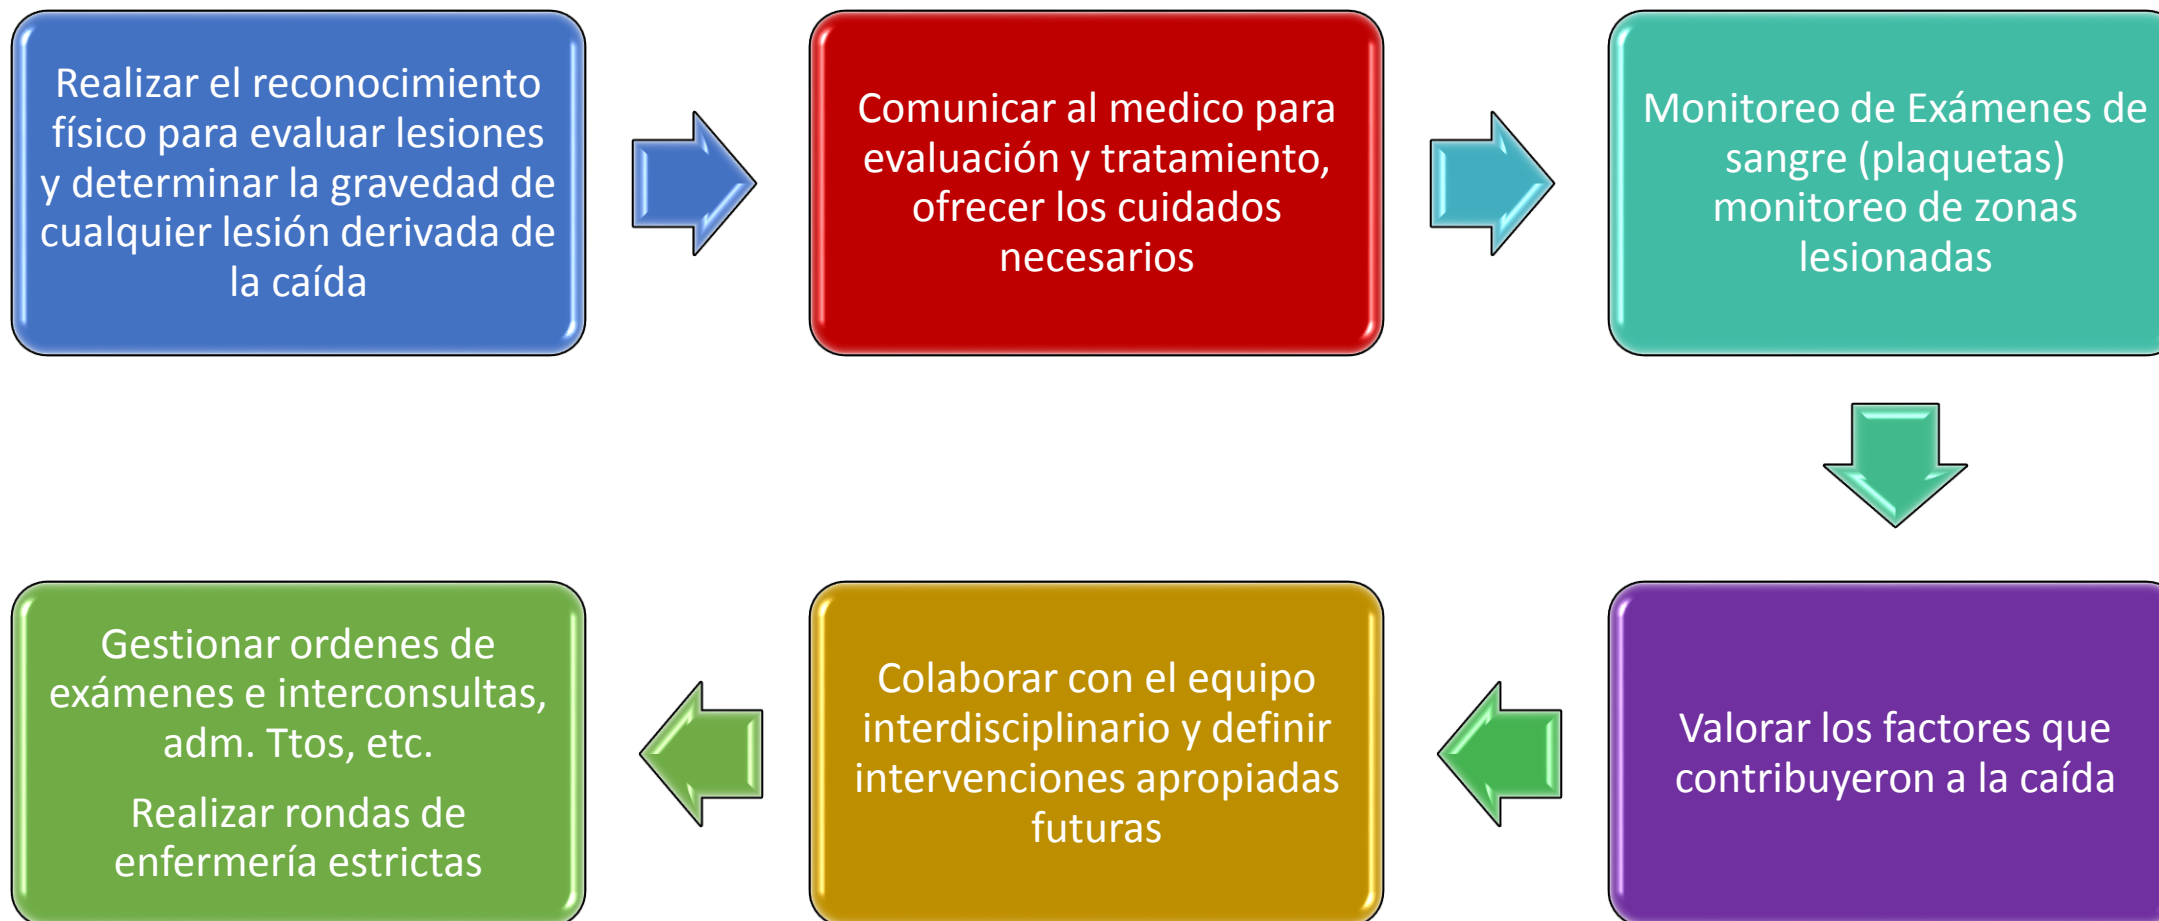 Realizar el reconocimiento
físico para evaluar lesiones
y determinar la gravedad de
cualquier lesión derivada de
la caída
Comunicar al medico para
evaluación y tratamiento,
ofrecer los cuidados
necesarios
Monitoreo de Exámenes de
sangre (plaquetas)
monitoreo de zonas
lesionadas
Valorar los factores que
contribuyeron a la caída
Colaborar con el equipo
interdisciplinario y definir
intervenciones apropiadas
futuras
Gestionar ordenes de
exámenes e interconsultas,
adm. Ttos, etc.
Realizar rondas de
enfermería estrictas